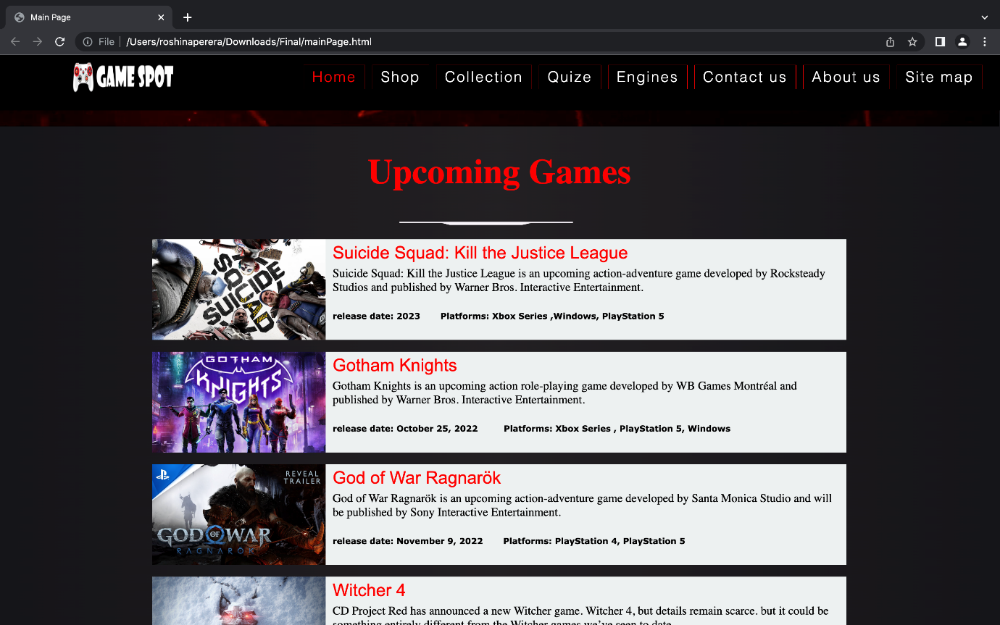 Main Page
File
/Users/roshinaperera/Downloads/Final/mainPage.html
GAME SPOT
Home
Shop
Collection
Quize
Engines
Contact us
About us
Site map
Upcoming Games
SUICIDE
Suicide Squad: Kill the Justice League
Suicide Squad: Kill the Justice League is an upcoming action-adventure game developed by Rocksteady
Studios and published by Warner Bros. Interactive Entertainment.
release date: 2023 Platforms: Xbox Series ,Windows, PlayStation 5
GOTHAM
KNIGHTS
Gotham Knights
Gotham Knights is an upcoming action role-playing game developed by WB Games Montréal and
published by Warner Bros. Interactive Entertainment.
release date: October 25, 2022 Platforms: Xbox Series , PlayStation 5, Windows
REVEAL
TRAILER
GOD OF WAR
RAGNARÖK
God of War Ragnarök
God of War Ragnarök is an upcoming action-adventure game developed by Santa Monica Studio and will
be published by Sony Interactive Entertainment.
release date: November 9, 2022 Platforms: PlayStation 4, PlayStation 5
Witcher 4
CD Project Red has announced a new Witcher game. Witcher 4, but details remain scarce. but it could be
something entirely different from the Witcher games we've seen to date.